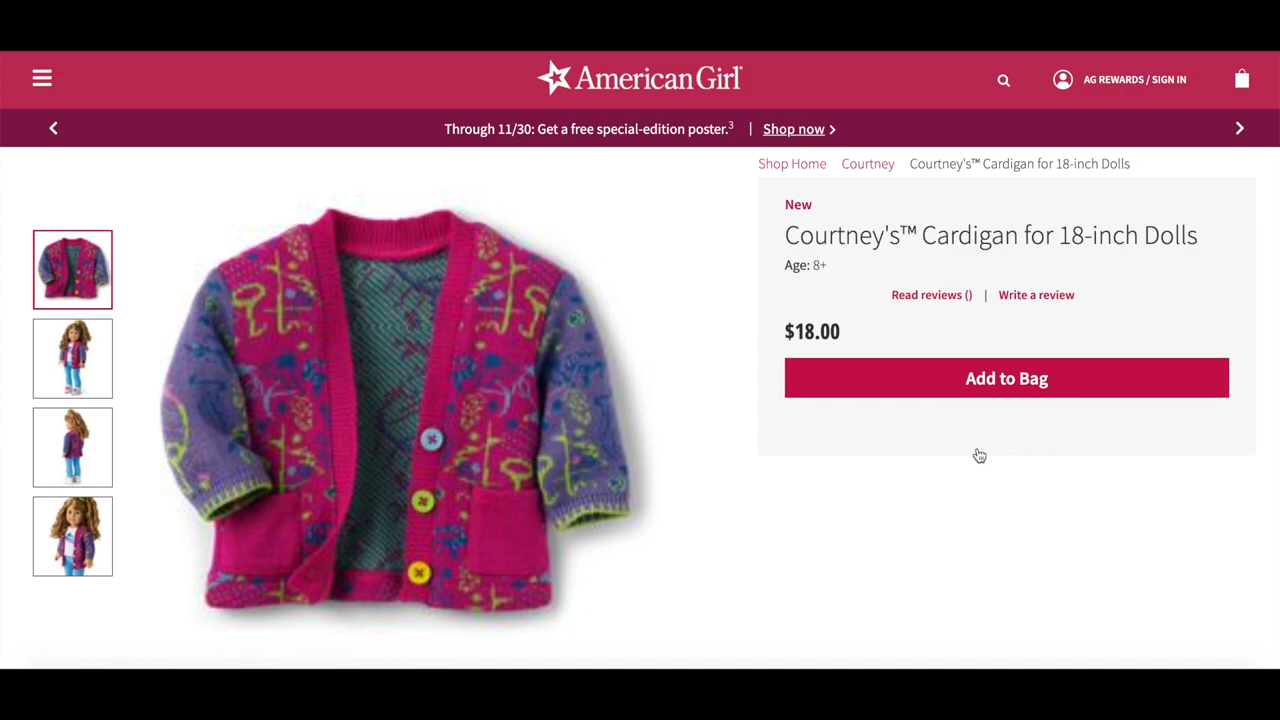 American Girl
AG REWARDS / SIGN IN
Through 11/30: Get a free special-edition poster.3 | Shop now
Shop Home Courtney Courtney's™ Cardigan for 18-inch Dolls
New
Courtney's™ Cardigan for 18-inch Dolls
Age: 8+
Read reviews () | Write a review
$18.00
Add to Bag